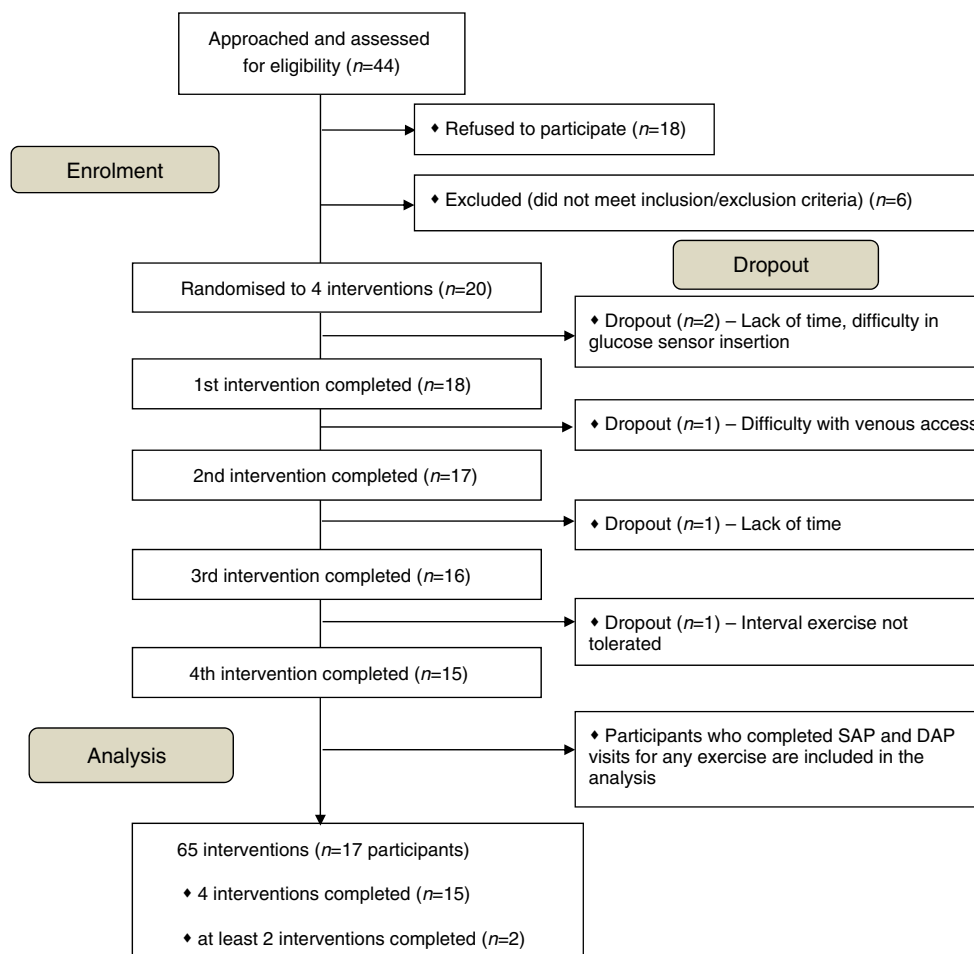 Approached and assessed
for eligibility (n=44)
♦ Refused to participate (n=18)
Enrolment
♦ Excluded (did not meet inclusion/exclusion criteria) (n=6)
Dropout
Randomised to 4 interventions (n=20)
♦ Dropout (n=2) – Lack of time, difficulty in
glucose sensor insertion
1st intervention completed (n=18)
♦ Dropout (n=1) – Difficulty with venous access
2nd intervention completed (n=17)
♦ Dropout (n=1) – Lack of time
3rd intervention completed (n=16)
♦ Dropout (n=1) – Interval exercise not
tolerated
4th intervention completed (n=15)
♦ Participants who completed SAP and DAP
visits for any exercise are included in the
analysis
Analysis
65 interventions (n=17 participants)
♦ 4 interventions completed (n=15)
♦ at least 2 interventions completed (n=2)